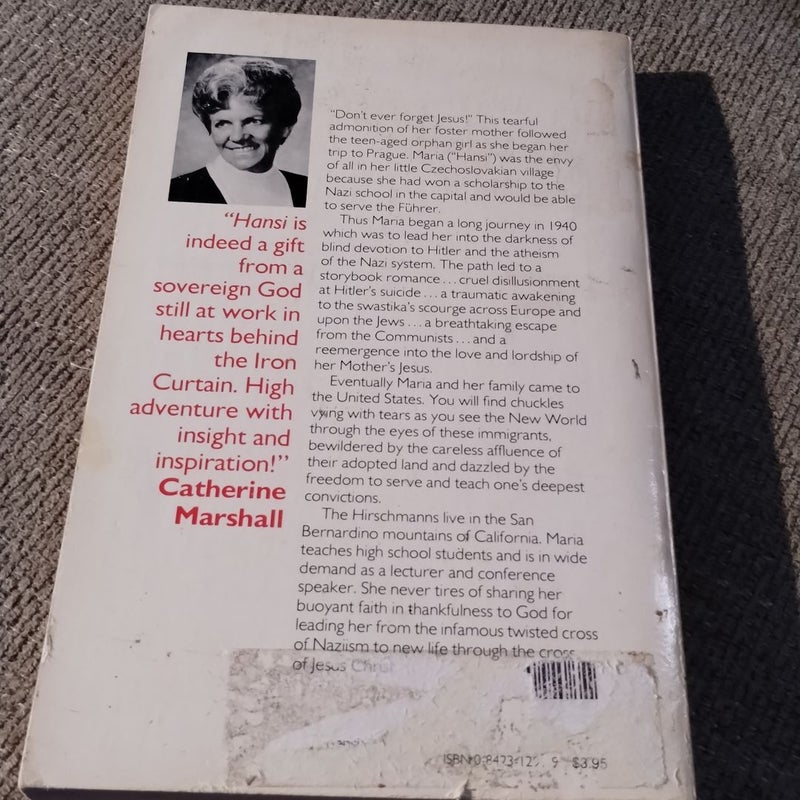 "Don't ever forget Jesus!" This tearful
admonition of her foster mother followed
the teen-aged orphan girl as she began her
trip to Prague. Maria ("Hansi") was the envy
of all in her little Czechoslovakian village
because she had won a scholarship to the
Nazi school in the capital and would be able
to serve the Führer.
Thus Maria began a long journey in 1940
which was to lead her into the darkness of
blind devotion to Hitler and the atheism
of the Nazi system. The path led to a
storybook romance . . . cruel disillusionment
at Hitler's suicide . . . a traumatic awakening
to the swastika's scourge across Europe and
upon the Jews . . . a breathtaking escape
from the Communists . . . and a
reemergence into the love and lordship of
her Mother's Jesus.
Eventually Maria and her family came to
the United States. You will find chuckles
vying with tears as you see the New World
through the eyes of these immigrants,
bewildered by the careless affluence of
their adopted land and dazzled by the
freedom to serve and teach one's deepest
convictions.
The Hirschmanns live in the San
Bernardino mountains of California. Maria
teaches high school students and is in wide
demand as a lecturer and conference
speaker. She never tires of sharing her
buoyant faith in thankfulness to God for
leading her from the infamous twisted cross
of Naziism to new life through the cross
of Jesus Christ
"Hansi is
indeed a gift
from a
sovereign God
still at work in
hearts behind
the Iron
Curtain. High
adventure with
insight and
inspiration!"
Catherine
Marshall
ISBN $3.95